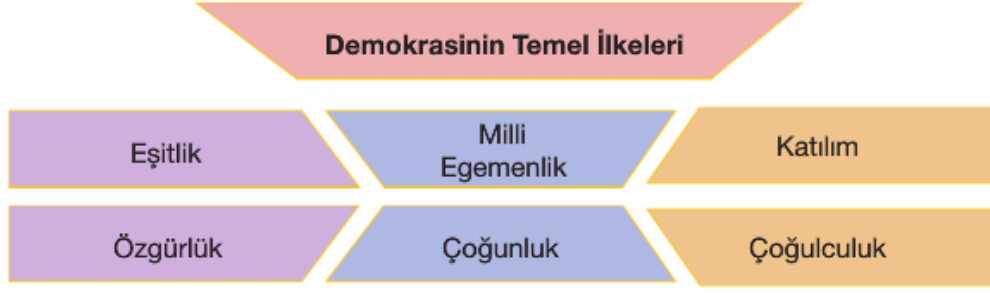 Demokrasinin Temel İlkeleri
Eşitlik
Milli
Egemenlik
Katılım
Özgürlük
Çoğunluk
Çoğulculuk